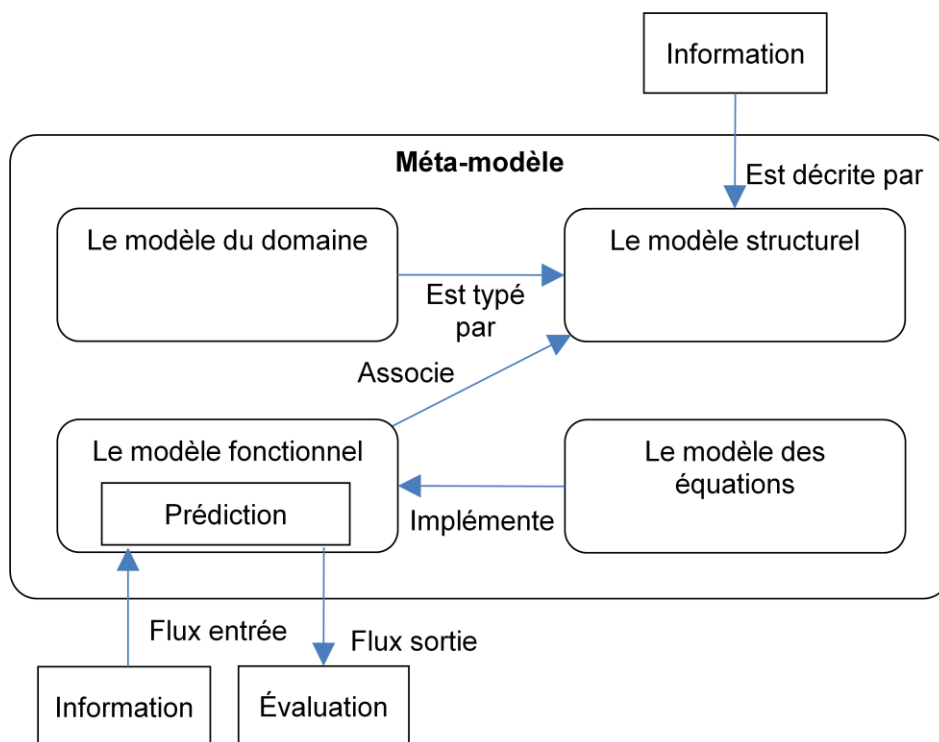 Information
Est décrite par
Méta-modèle
Le modèle du domaine
Le modèle structurel
Est typé
par
Associe
Le modèle fonctionnel
Prédiction
Le modèle des
équations
Implémente
Flux entrée
Flux sortie
Information
Évaluation